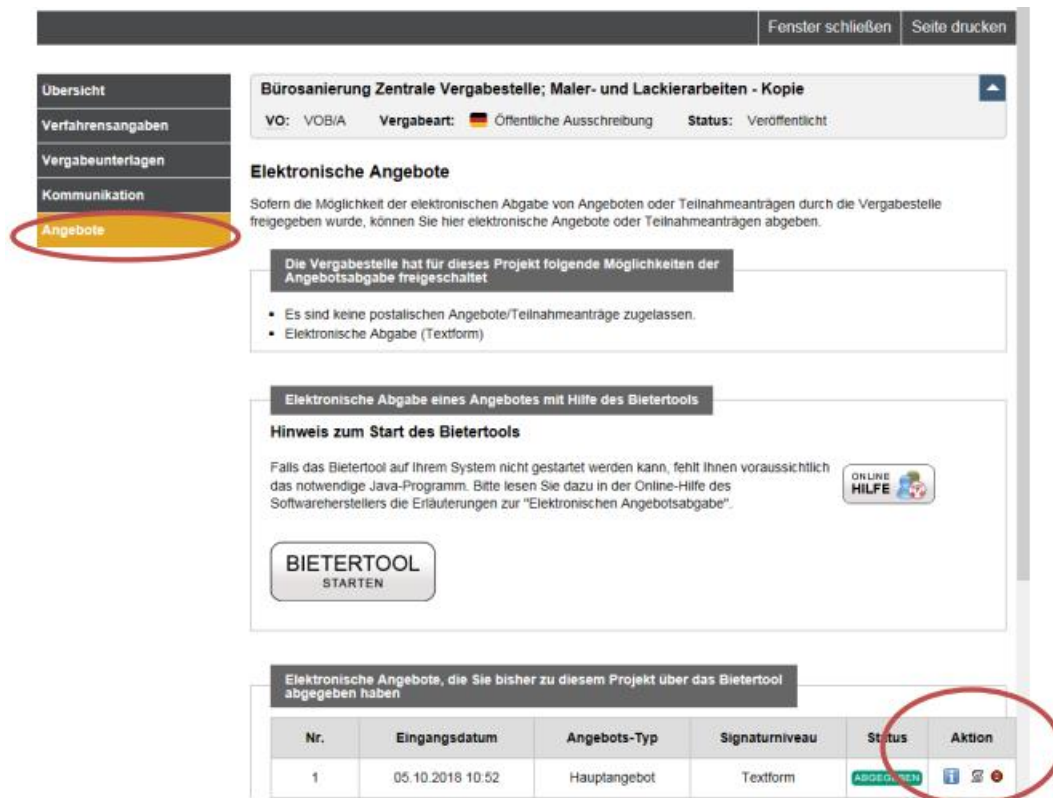 Fenster schließen Seite drucken
Übersicht
Verfahrensangaben
Vergabeunterlagen
Kommunikation
Angebote
Bürosanierung Zentrale Vergabestelle; Maler- und Lackierarbeiten - Kopie
VO: VOB/A Vergabeart: Öffentliche Ausschreibung Status: Veröffentlicht
Elektronische Angebote
Sofern die Möglichkeit der elektronischen Abgabe von Angeboten oder Teilnahmeanträgen durch die Vergabestelle
freigegeben wurde, können Sie hier elektronische Angebote oder Teilnahmeanträgen abgeben.
Die Vergabestelle hat für dieses Projekt folgende Möglichkeiten der
Angebotsabgabe freigeschaltet
▪ Es sind keine postalischen Angebote/Teilnahmeanträge zugelassen.
▪ Elektronische Abgabe (Textform)
Elektronische Abgabe eines Angebotes mit Hilfe des Bietertools
Hinweis zum Start des Bietertools
Falls das Bietertool auf Ihrem System nicht gestartet werden kann, fehlt Ihnen voraussichtlich
das notwendige Java-Programm. Bitte lesen Sie dazu in der Online-Hilfe des
Softwareherstellers die Erläuterungen zur "Elektronischen Angebotsabgabe".
ONLINE
HILFE
BIETERTOOL
STARTEN
Elektronische Angebote, die Sie bisher zu diesem Projekt über das Bietertool
abgegeben haben
Nr. Eingangsdatum Angebots-Typ Signaturniveau Status Aktion
1 05.10.2018 10:52 Hauptangebot Textform ABGEGEBEN